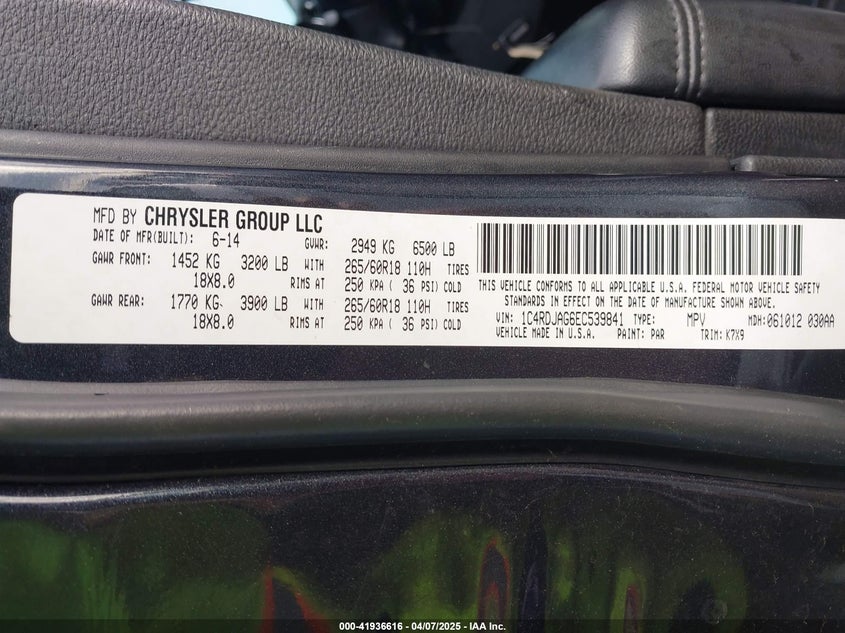 MFD BY CHRYSLER GROUP LLC
DATE OF MFR(BUILT): 6-14 GVWR: 2949 KG 6500 LB
GAWR FRONT: 1452 KG 3200 LB WITH 265/60R18 110H TIRES
18X8.0 RIMS AT 250 KPA ( 36 PSI) COLD
GAWR REAR: 1770 KG 3900 LB WITH 265/60R18 110H TIRES
18X8.0 RIMS AT 250 KPA ( 36 PSI) COLD
THIS VEHICLE CONFORMS TO ALL APPLICABLE U.S.A. FEDERAL MOTOR VEHICLE SAFETY
STANDARDS IN EFFECT ON THE DATE OF MANUFACTURE SHOWN ABOVE.
VIN: 1C4RDJAG6EC539841 TYPE: MPV MDH:061012 030AA
VEHICLE MADE IN U.S.A. PAINT: PAR TRIM: K7X9
000-41936616 - 04/07/2025 - IAA Inc.